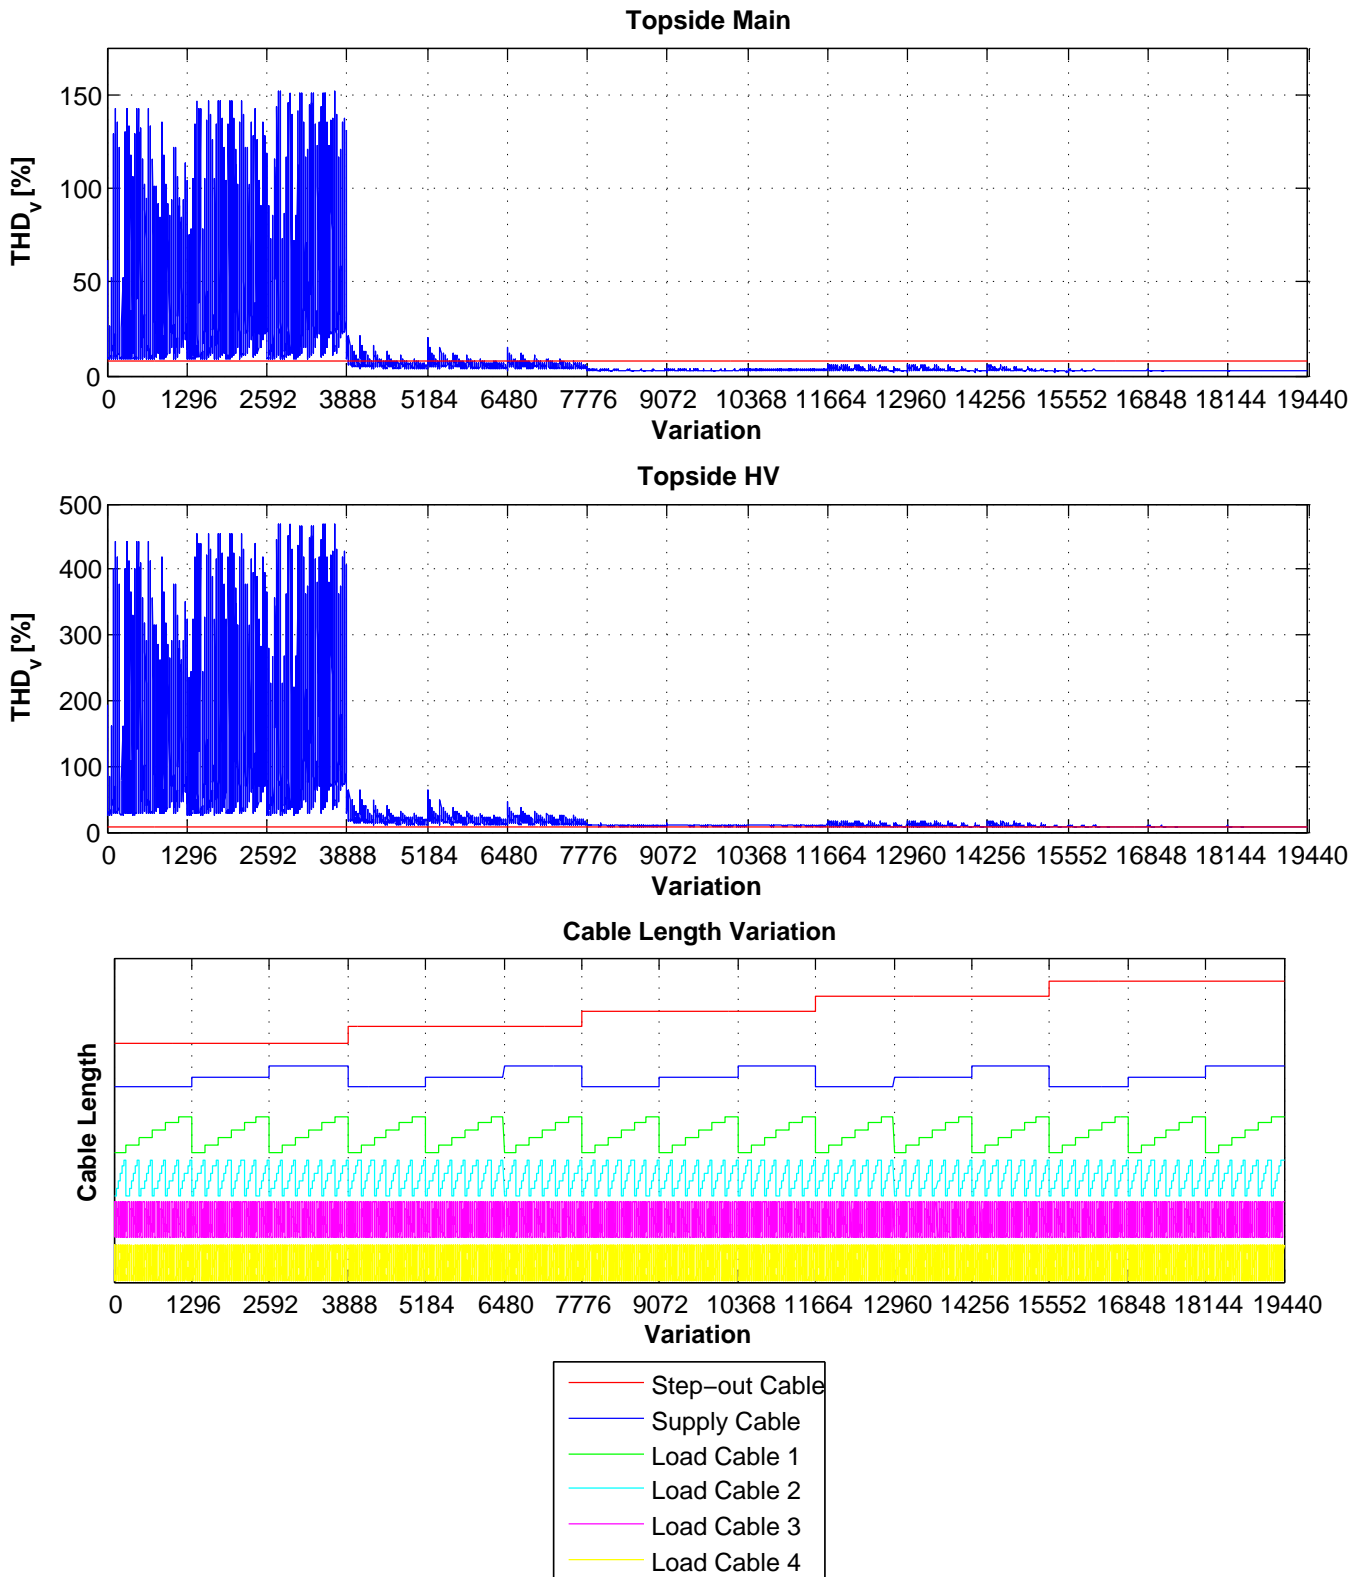 Topside Main
THD_v [%]
150
100
50
0
0 1296 2592 3888 5184 6480 7776 9072 10368 11664 12960 14256 15552 16848 18144 19440
Variation
Topside HV
THD_v [%]
500
400
300
200
100
0
0 1296 2592 3888 5184 6480 7776 9072 10368 11664 12960 14256 15552 16848 18144 19440
Variation
Cable Length Variation
Cable Length
0 1296 2592 3888 5184 6480 7776 9072 10368 11664 12960 14256 15552 16848 18144 19440
Variation
Step−out Cable
Supply Cable
Load Cable 1
Load Cable 2
Load Cable 3
Load Cable 4